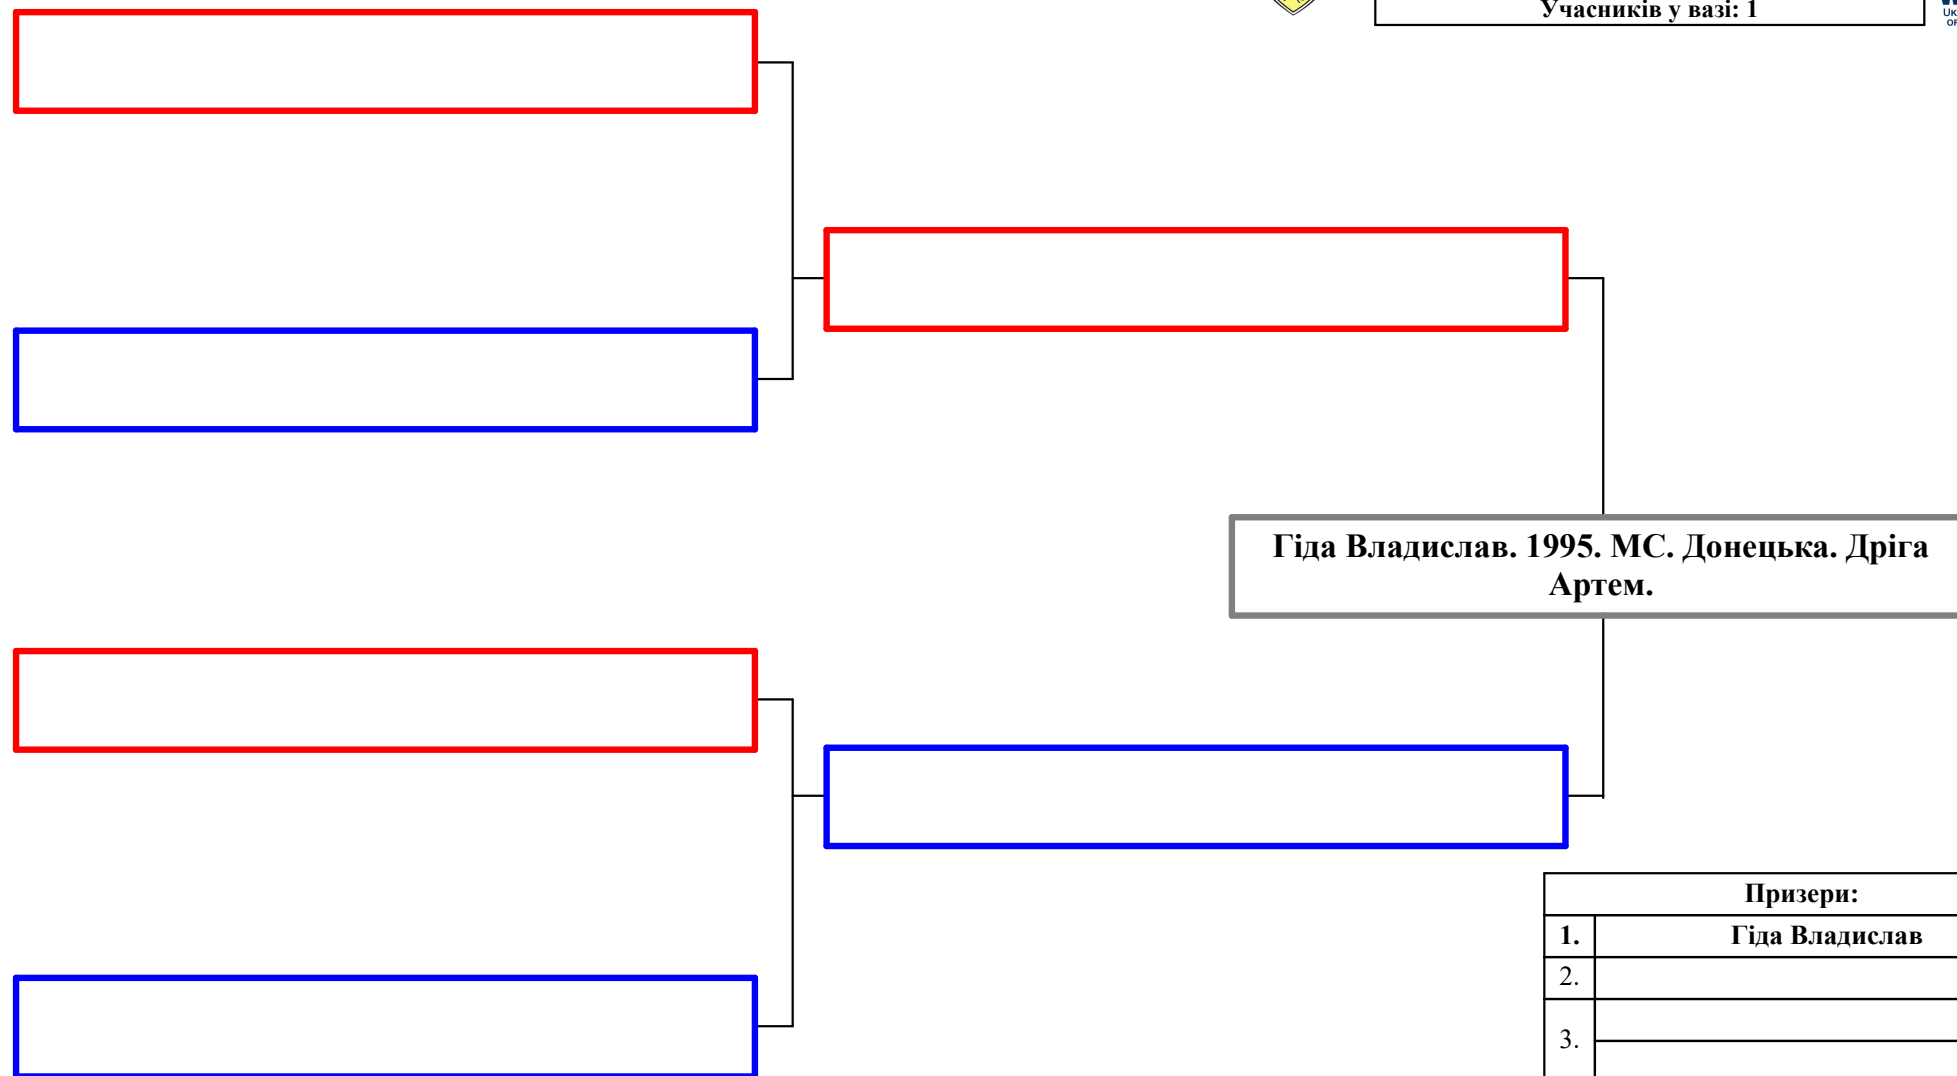 Учасників у вазі: 1
Гіда Владислав. 1995. МС. Донецька. Дріга
Артем.
Призери:
1. Гіда Владислав
2.
3.